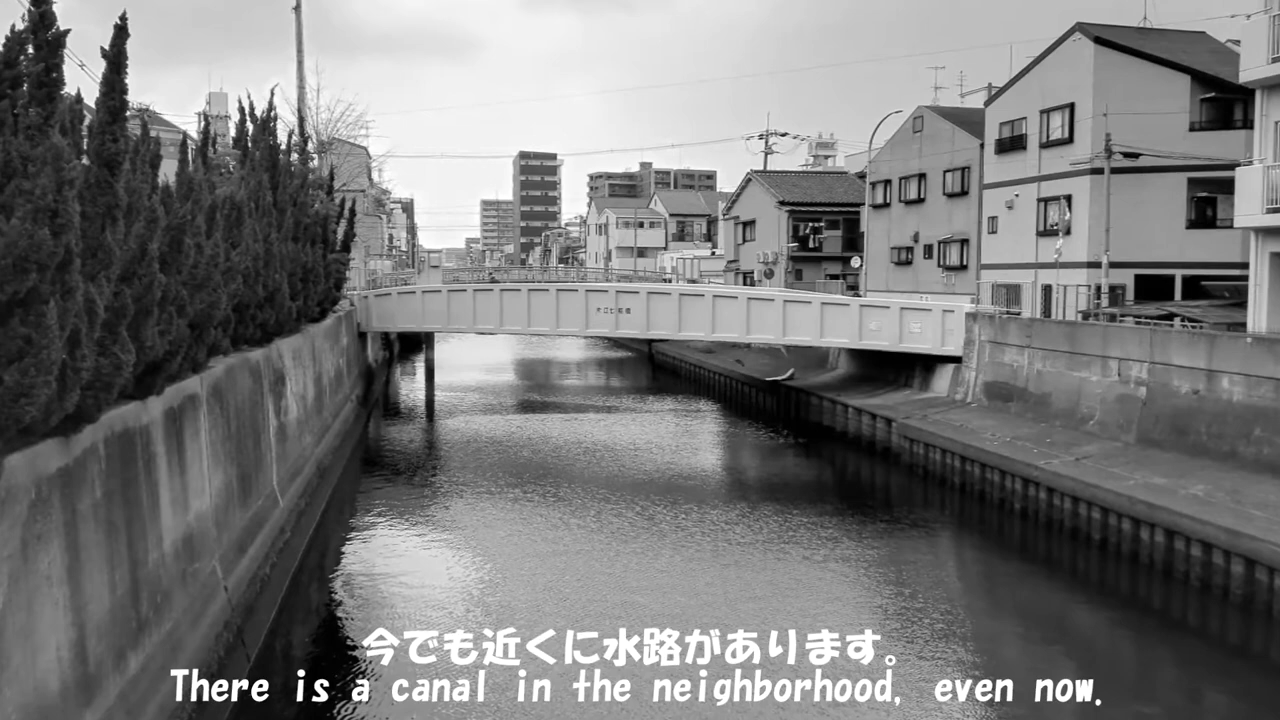 今でも近くに水路があります。
There is a canal in the neighborhood, even now.